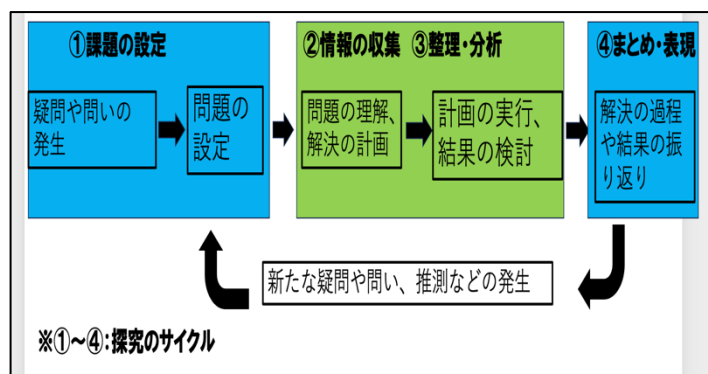 ①課題の設定
②情報の収集 ③整理・分析
④まとめ・表現
疑問や問いの
発生
問題の
設定
問題の理解、
解決の計画
計画の実行、
結果の検討
解決の過程
や結果の振
り返り
新たな疑問や問い、推測などの発生
※①～④：探究のサイクル